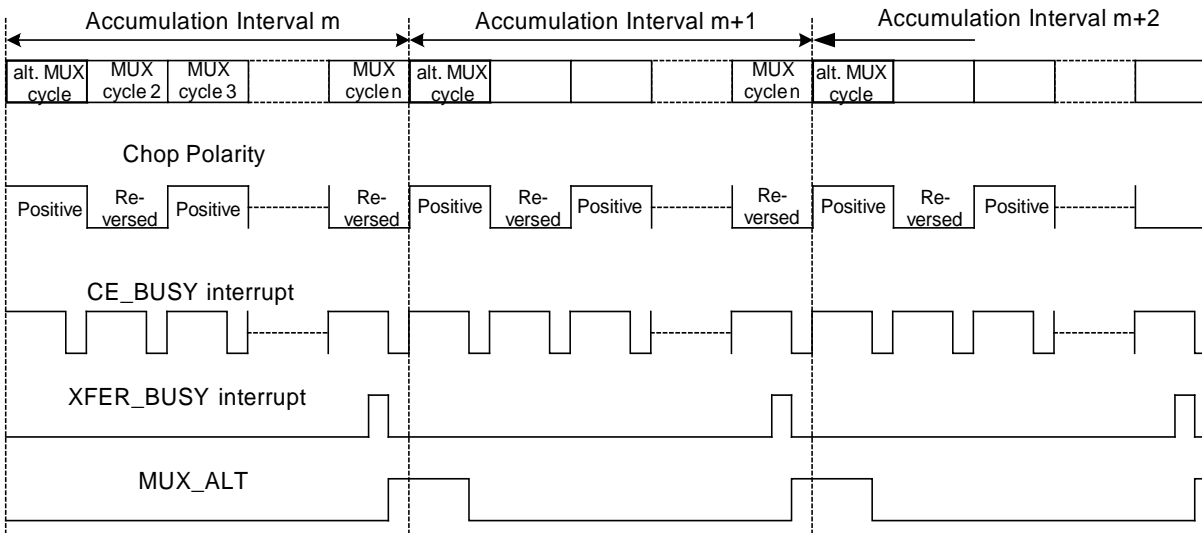 Accumulation Interval m
Accumulation Interval m+1
Accumulation Interval m+2
alt. MUX
cycle
MUX
cycle 2
MUX
cycle 3
MUX
cycle n
alt. MUX
cycle
MUX
cycle n
alt. MUX
cycle
Chop Polarity
Positive
Re-
versed
Positive
Re-
versed
Positive
Re-
versed
Positive
Re-
versed
Positive
Re-
versed
Positive
CE_BUSY interrupt
XFER_BUSY interrupt
MUX_ALT